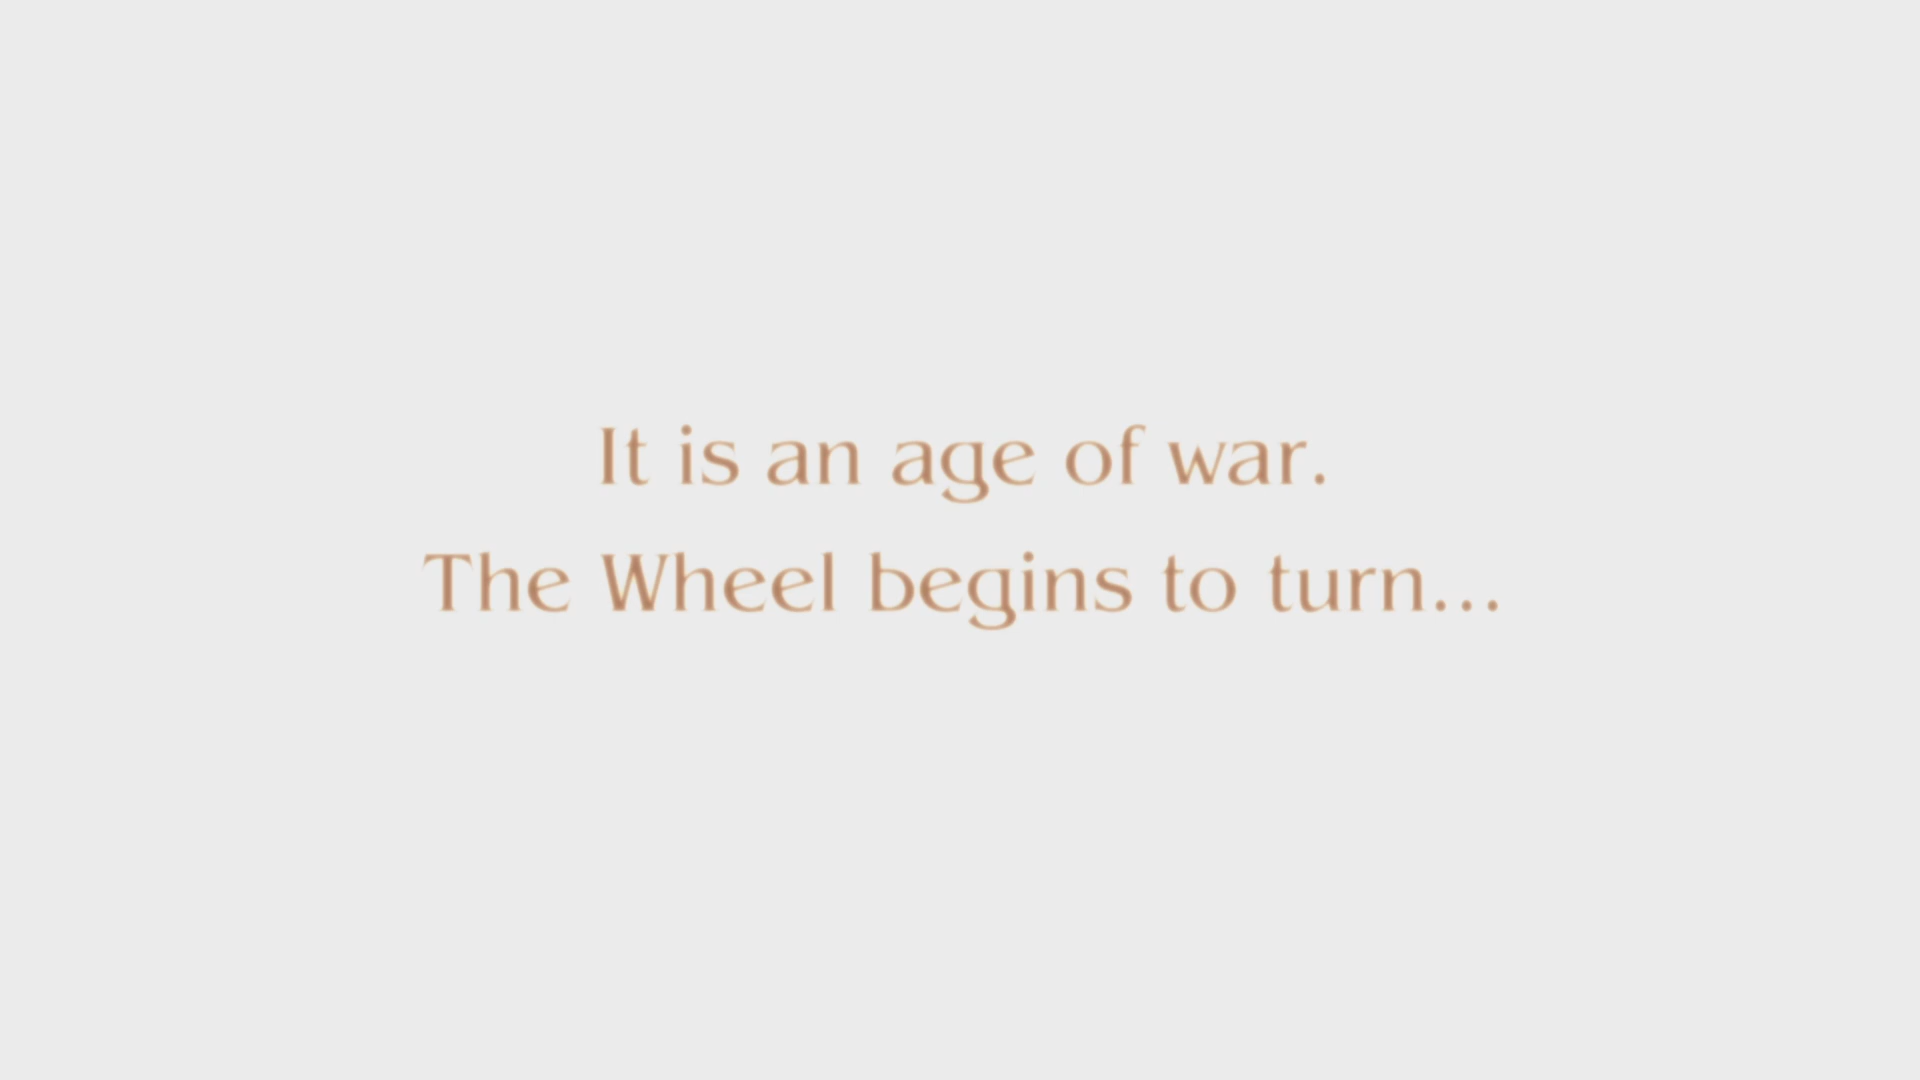 It is an age of war.
The Wheel begins to turn...